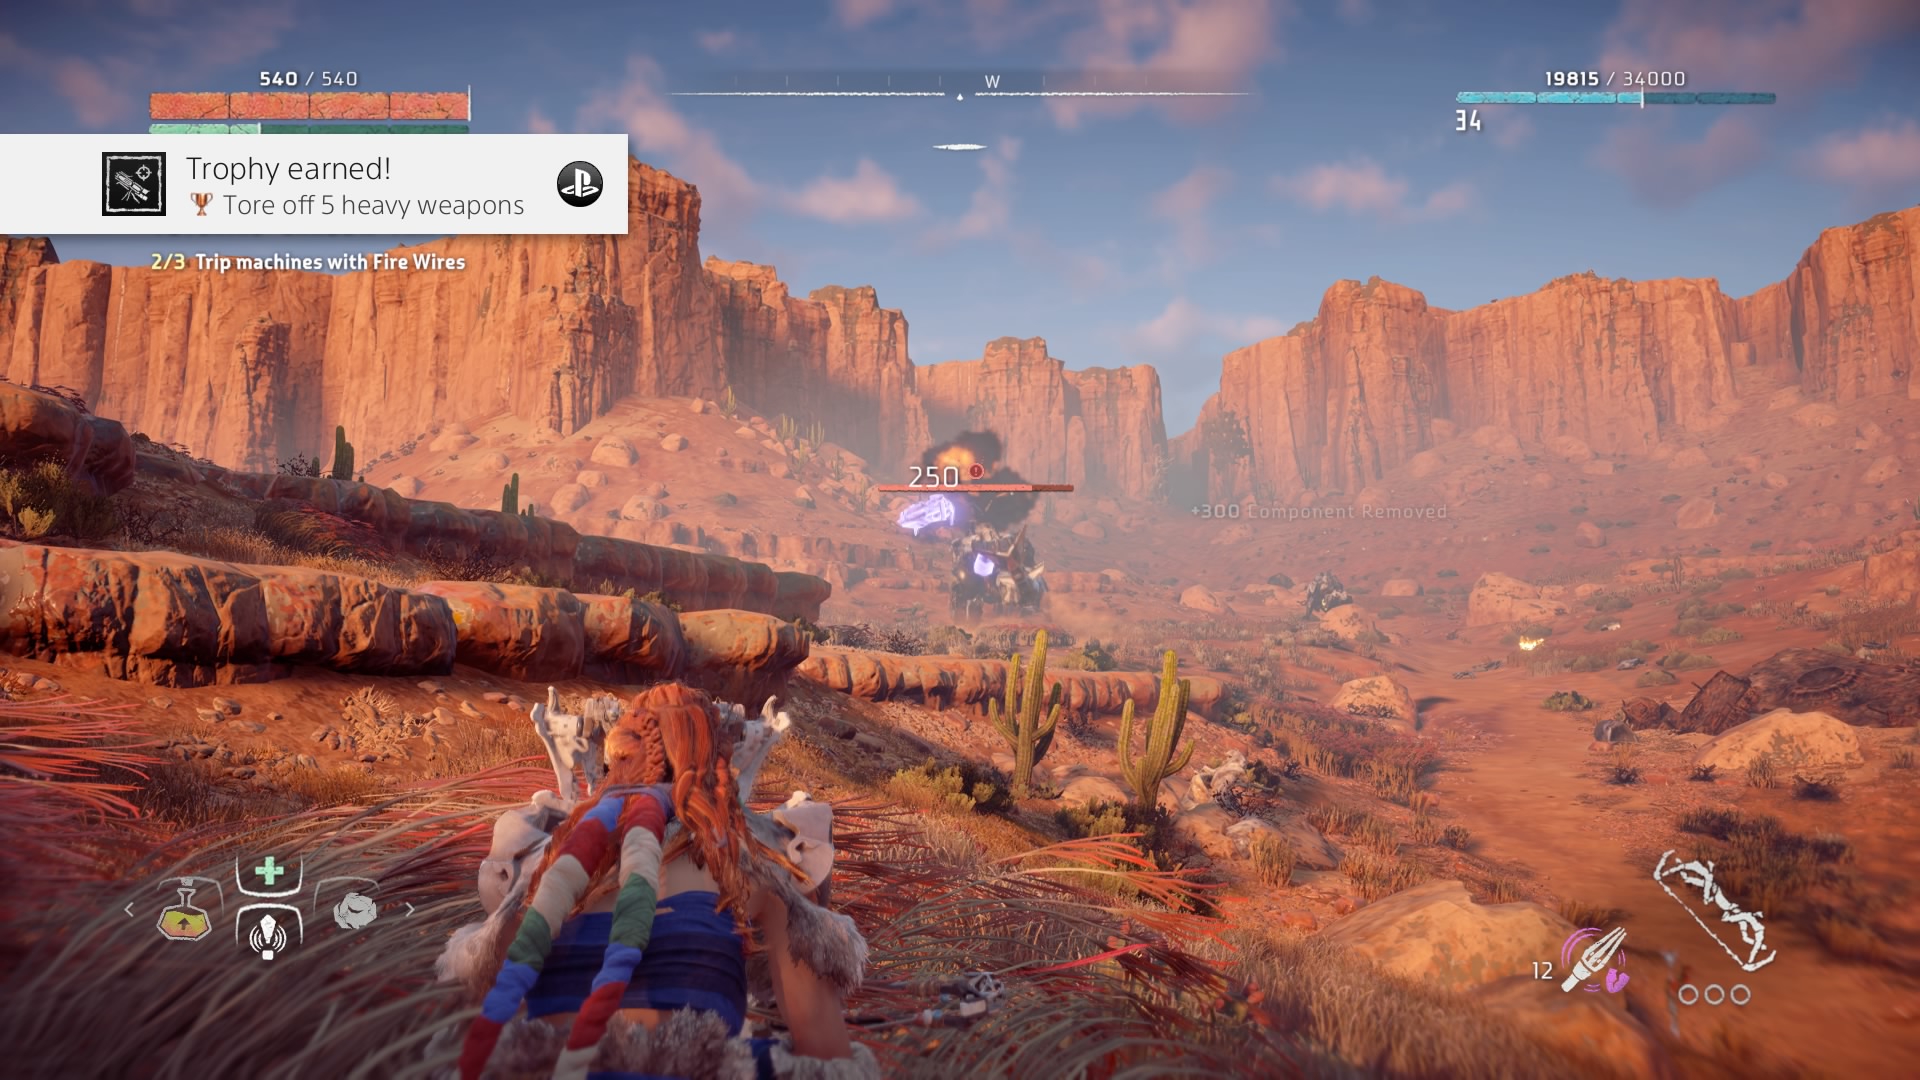 540 / 540
W
19815 / 34000
34
Trophy earned!
Tore off 5 heavy weapons
2/3 Trip machines with Fire Wires
250
+300 Component Removed
12